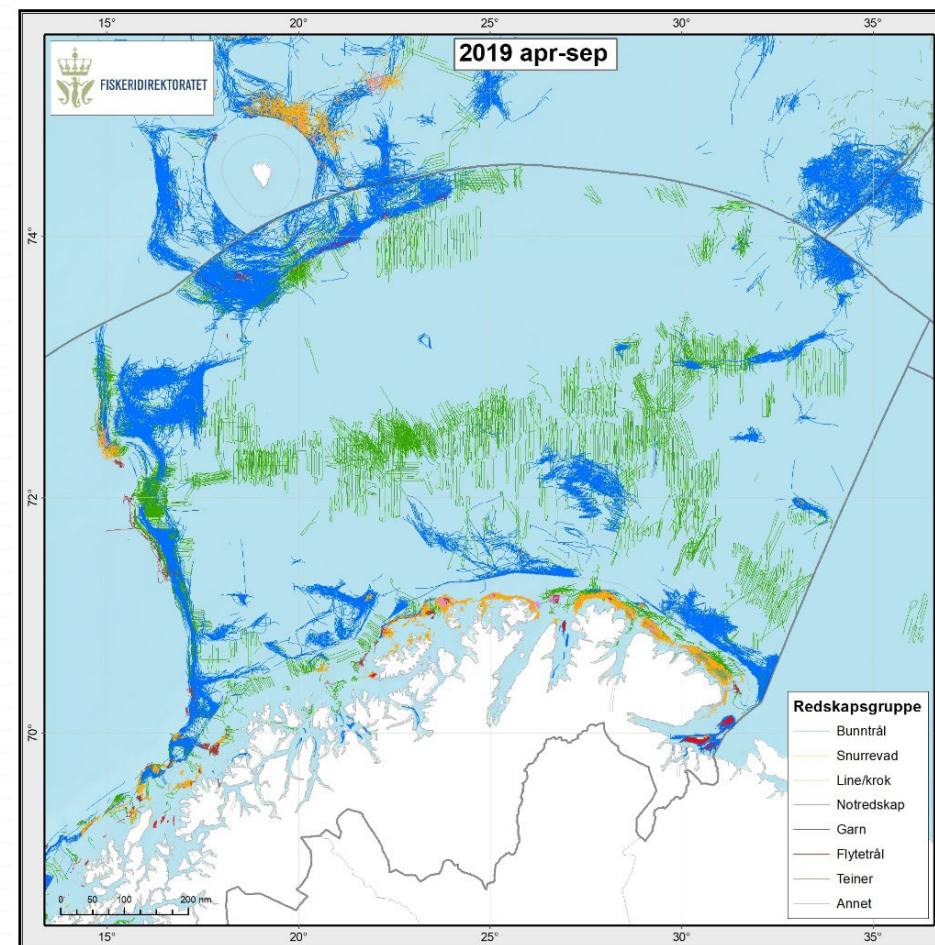 15°
20°
25°
30°
35°
FISKERIDIREKTORATET
2019 apr-sep
74°
72°
70°
Redskapsgruppe
Bunntrål
Snurrevad
Line/krok
Notredskap
Garn
Flytetrål
Teiner
Annet
0 50 100 200 nm
15°
20°
25°
30°
35°